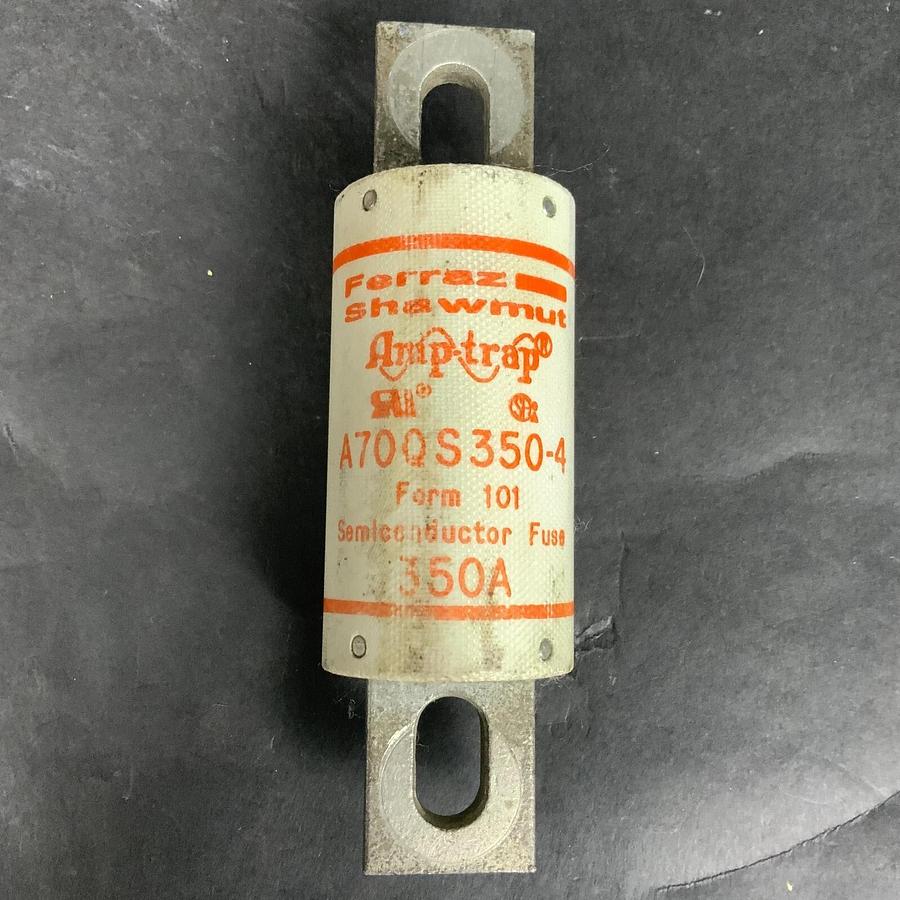 Ferraz
Shawmut
Amp-trap®
A70QS350-4
Form 101
Semiconductor Fuse
350A